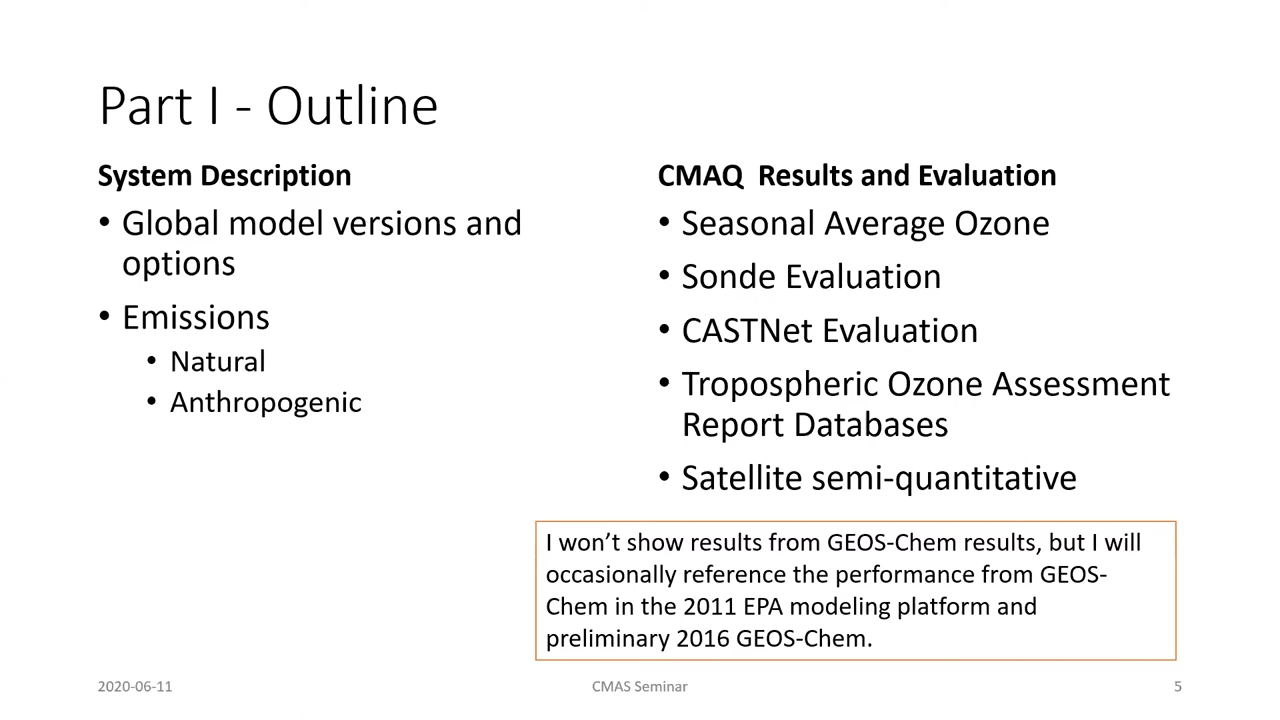 Part I - Outline
System Description
• Global model versions and
options
• Emissions
• Natural
• Anthropogenic
CMAQ  Results and Evaluation
• Seasonal Average Ozone
• Sonde Evaluation
• CASTNet Evaluation
• Tropospheric Ozone Assessment
Report Databases
• Satellite semi-quantitative
I won’t show results from GEOS-Chem results, but I will
occasionally reference the performance from GEOS-
Chem in the 2011 EPA modeling platform and
preliminary 2016 GEOS-Chem.
2020-06-11
CMAS Seminar
5